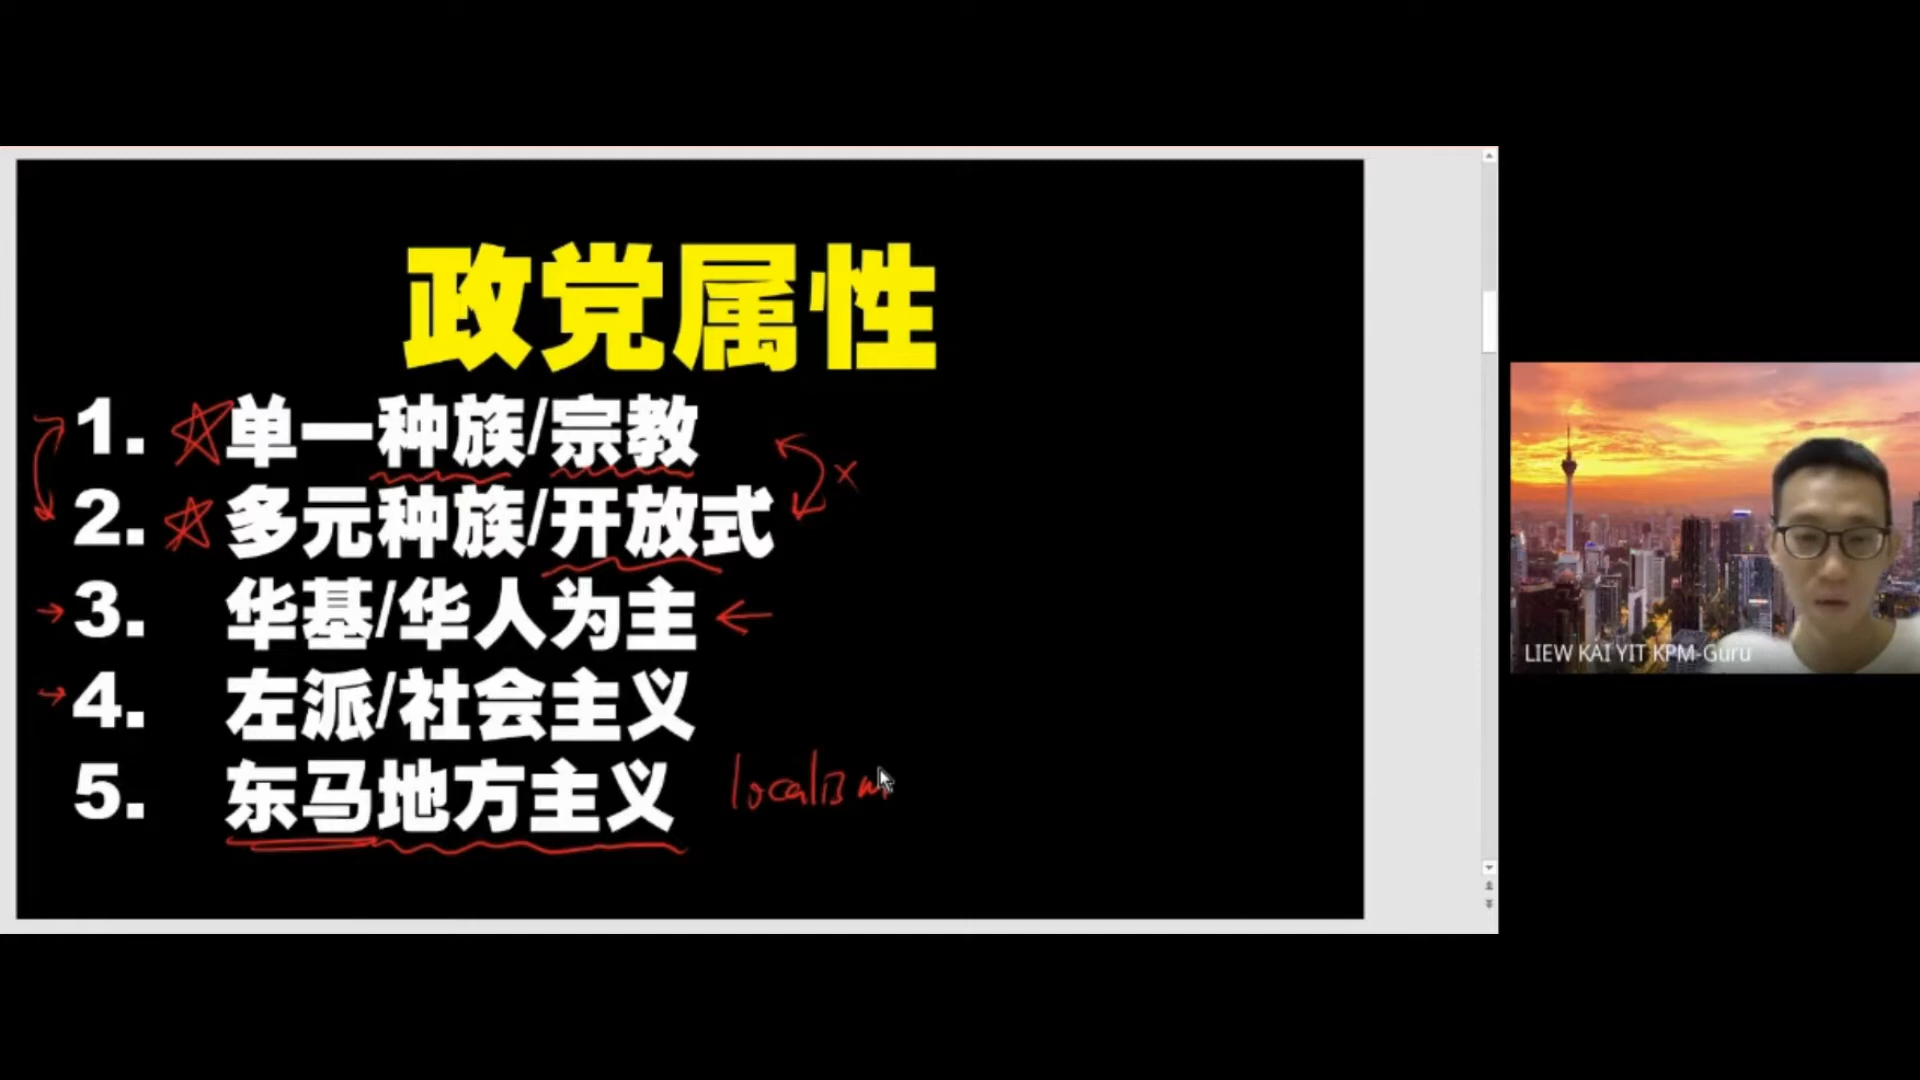 政党属性
1. 单一种族/宗教
2. 多元种族/开放式
3. 华基/华人为主
4. 左派/社会主义
5. 东马地方主义 localism
LIEW KAI YIT KPM-Guru